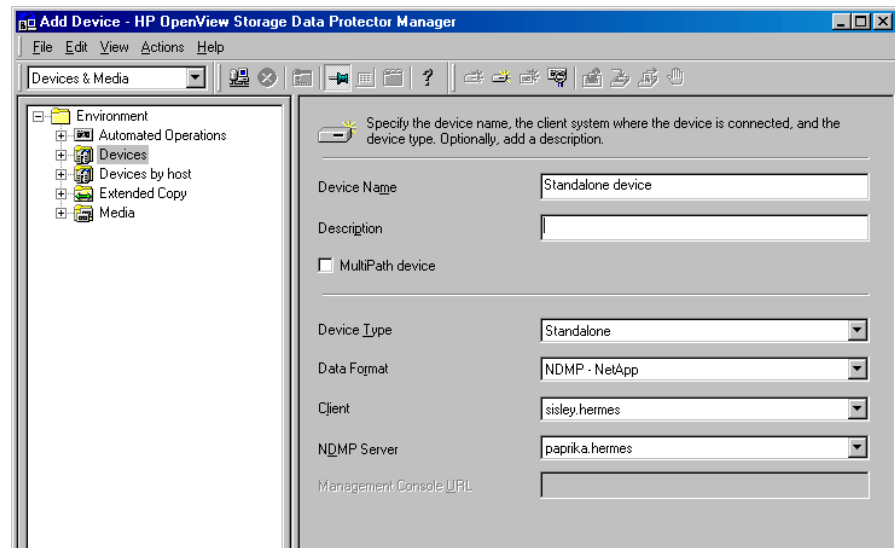 Add Device - HP OpenView Storage Data Protector Manager
File Edit View Actions Help
Devices & Media
?
Environment
Automated Operations
Devices
Devices by host
Extended Copy
Media
Specify the device name, the client system where the device is connected, and the
device type. Optionally, add a description.
Device Name
Standalone device
Description
MultiPath device
Device Type
Standalone
Data Format
NDMP - NetApp
Client
sisley.hermes
NDMP Server
paprika.hermes
Management Console URL